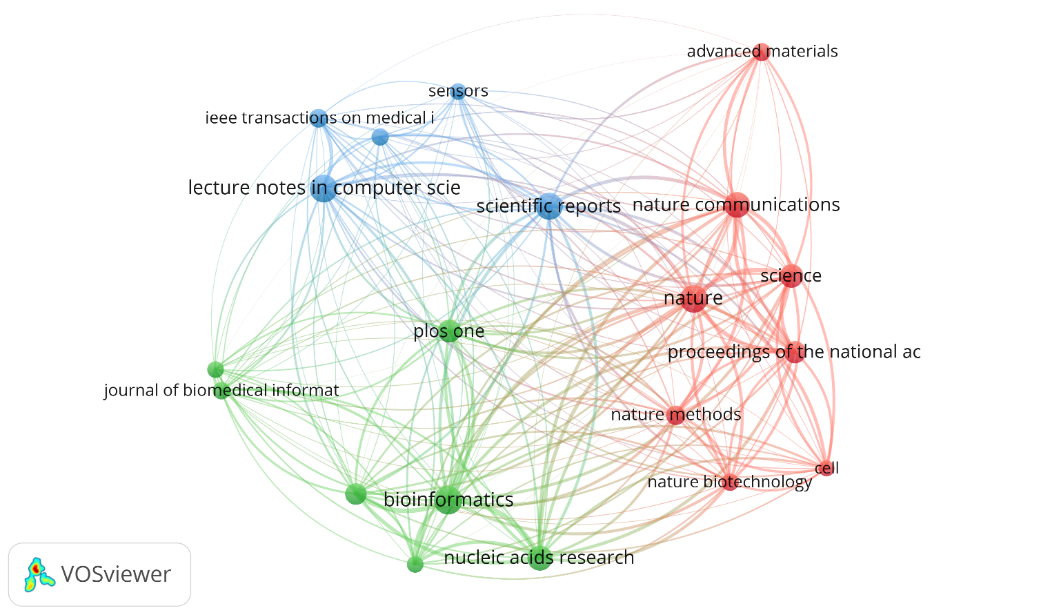 advanced materials
sensors
ieee transactions on medical i
lecture notes in computer scie
scientific reports
nature communications
science
nature
plos one
proceedings of the national ac
journal of biomedical informat
nature methods
cell
nature biotechnology
bioinformatics
nucleic acids research
VOSviewer